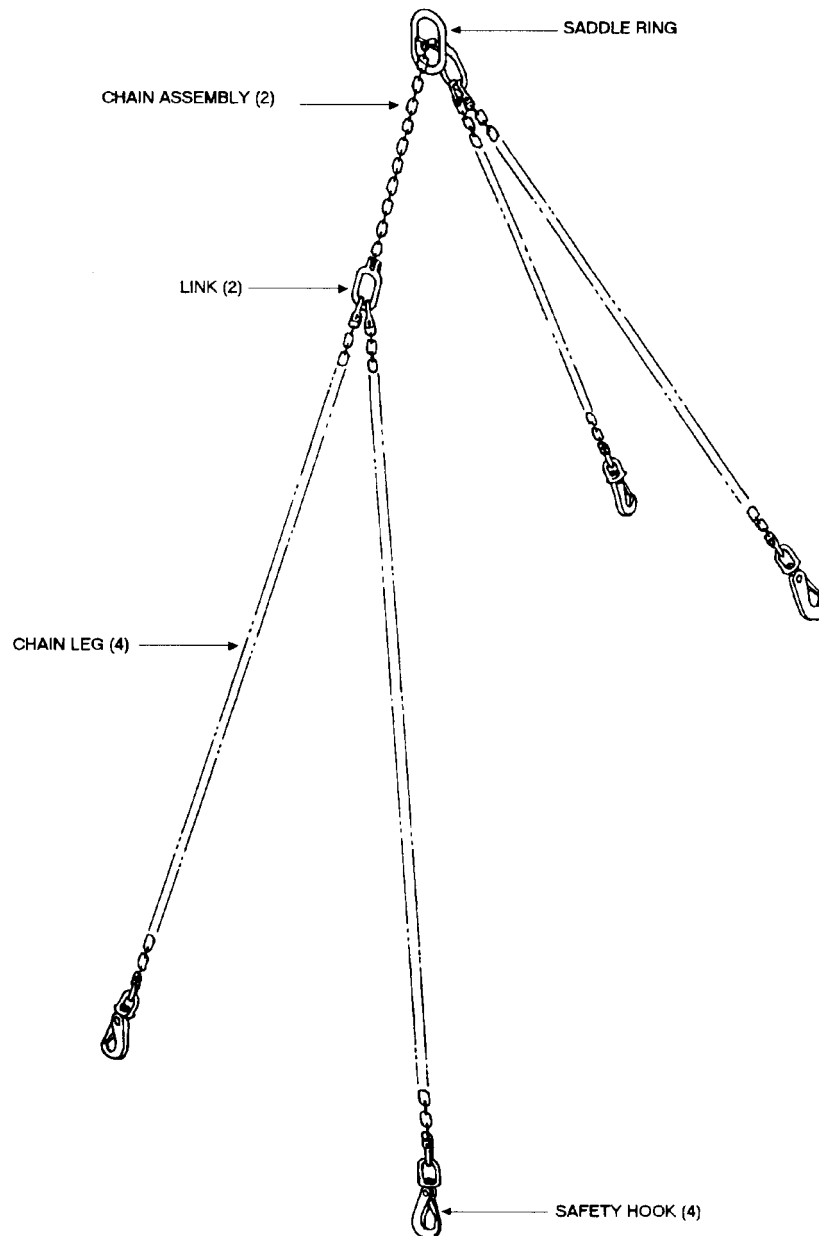 SADDLE RING
CHAIN ASSEMBLY (2)
LINK (2)
CHAIN LEG (4)
SAFETY HOOK (4)